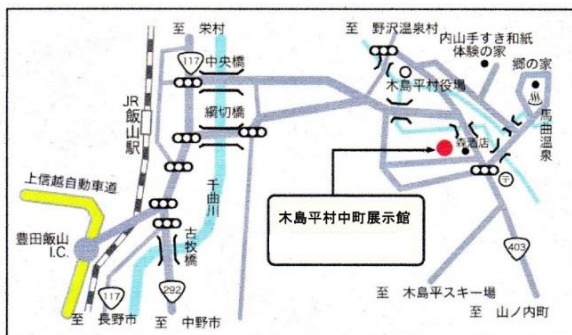 至 栄村
117
中央橋
JR飯山駅
綱切橋
上信越自動車道
千曲川
豊田飯山
I.C.
古牧橋
117
292
至 長野市
至 中野市
至 野沢温泉村
内山手すき和紙
体験の家
郷の家
木島平村役場
馬曲温泉
森酒店
木島平村中町展示館
403
至 木島平スキー場
至 山ノ内町